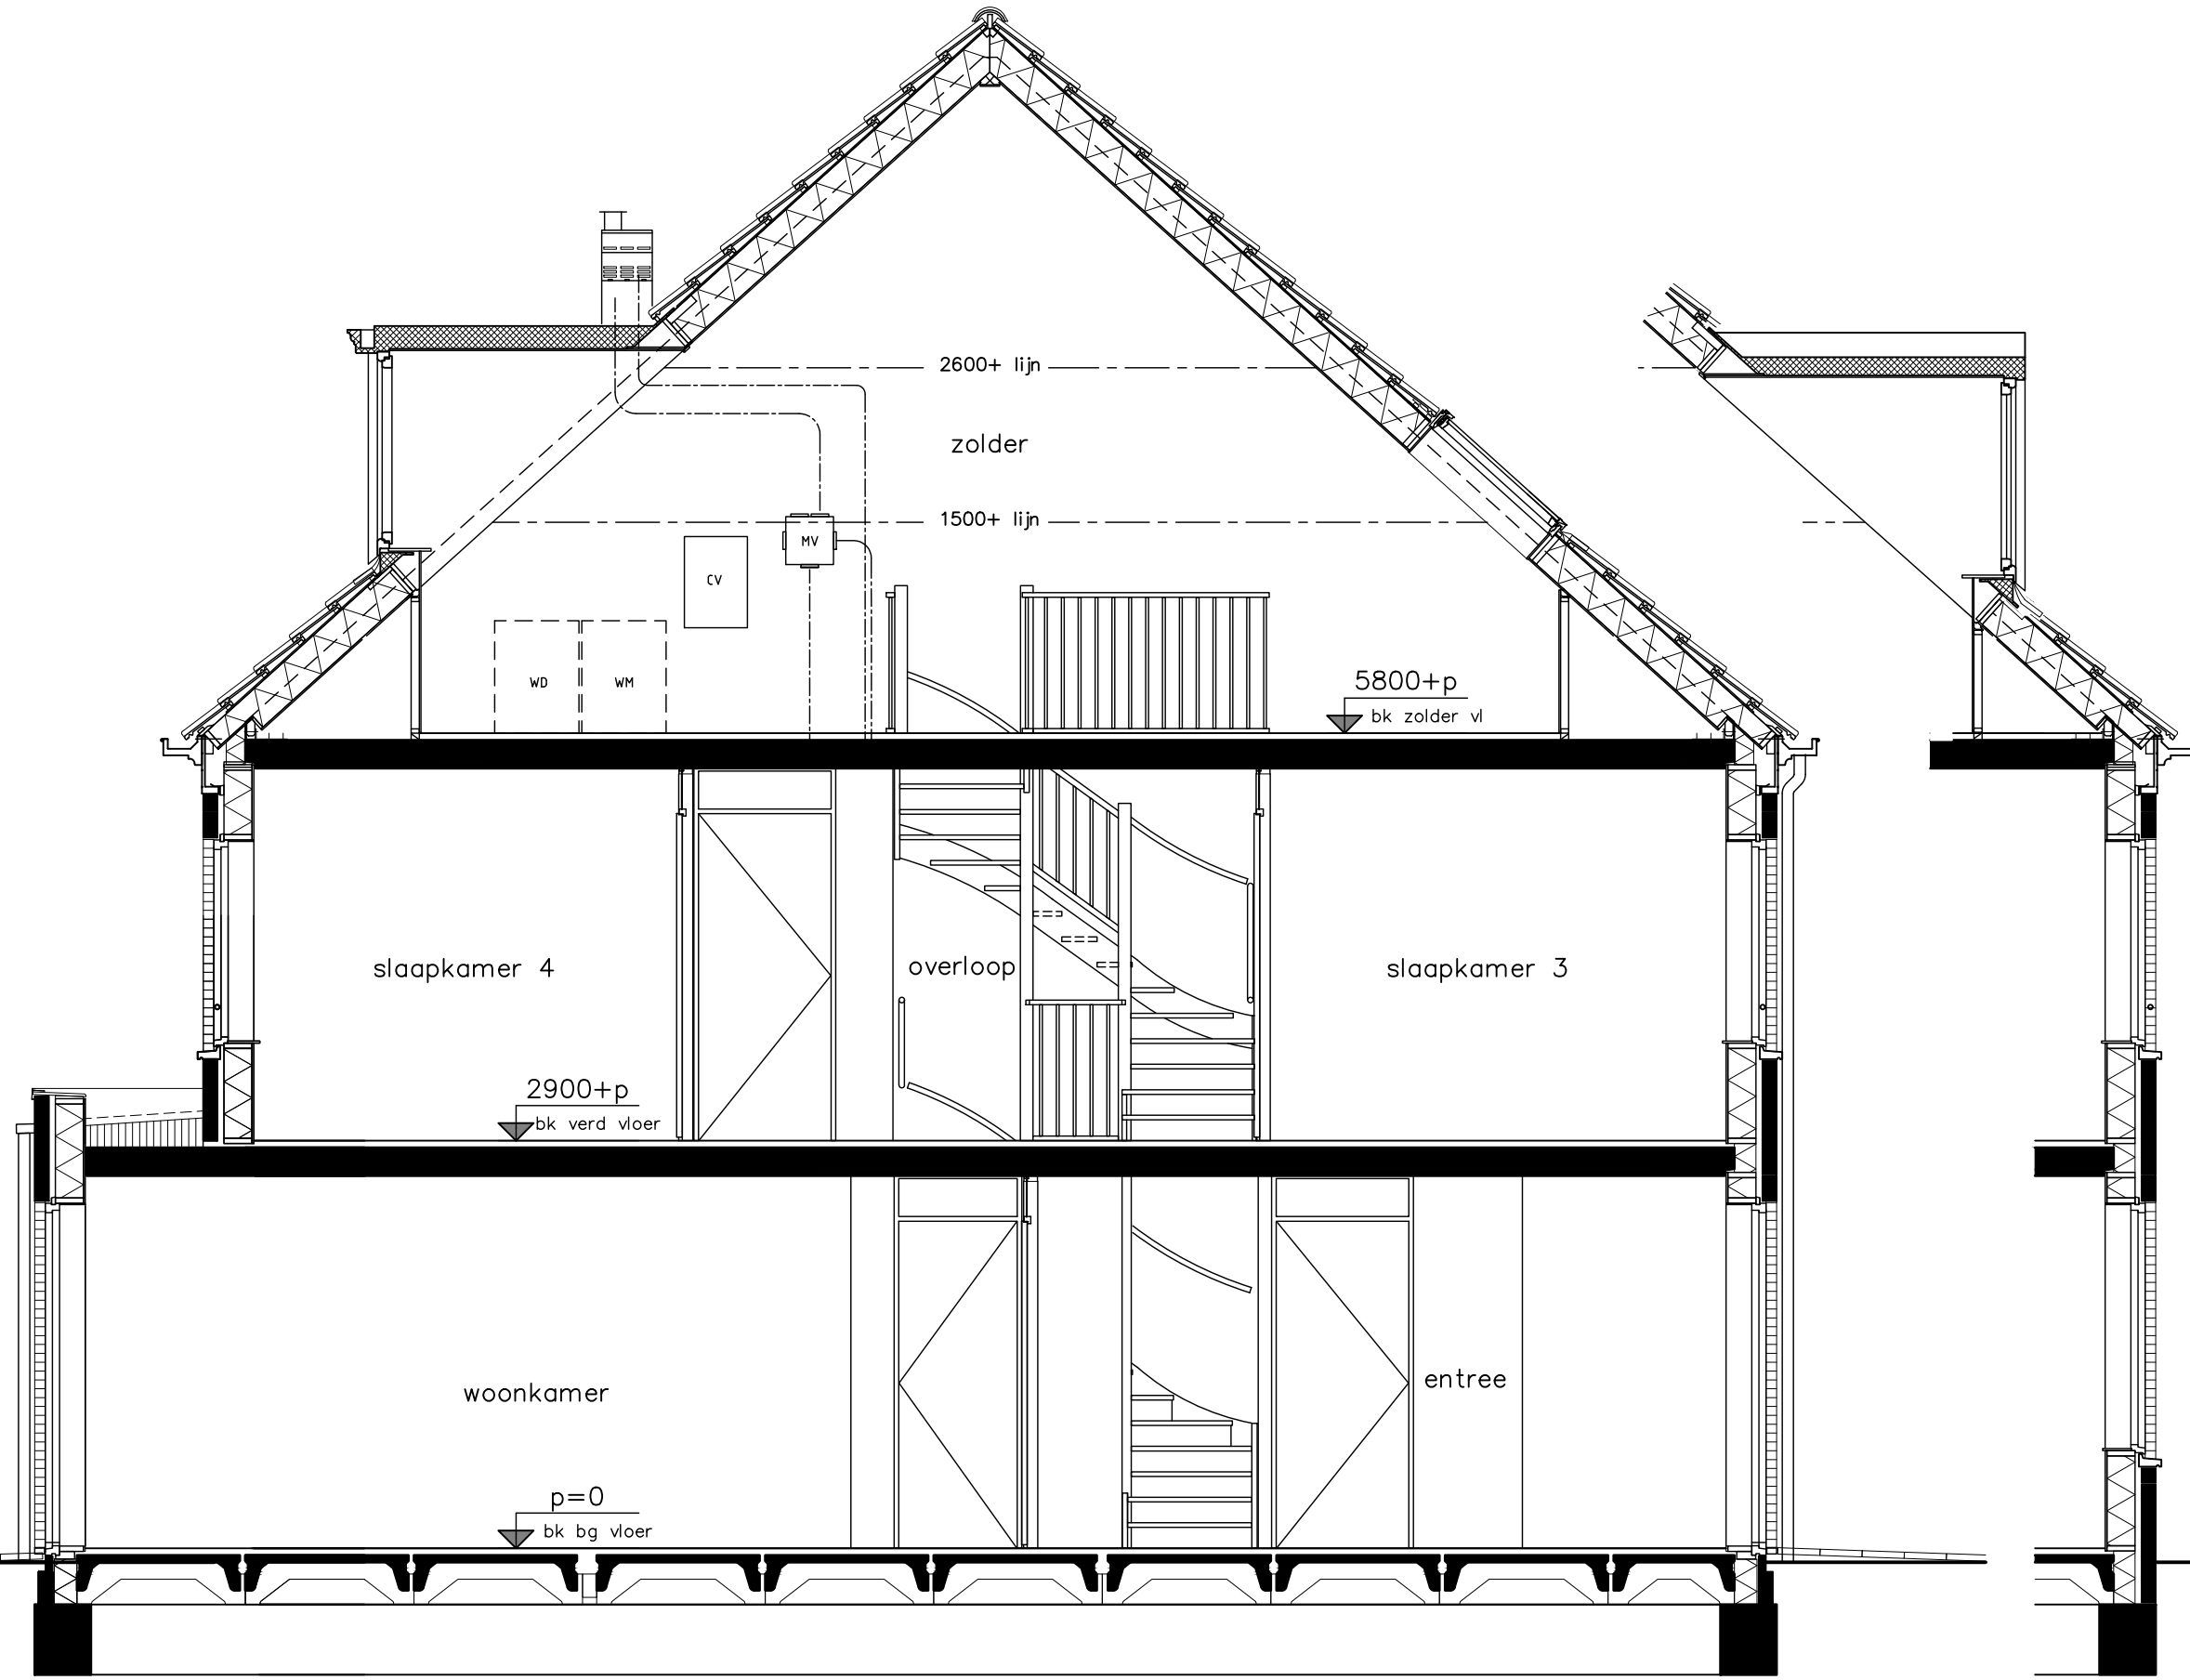 2600+ lijn
zolder
1500+ lijn
MV
CV
WD
WM
5800+p
bk zolder vl
slaapkamer 4
overloop
slaapkamer 3
2900+p
bk verd vloer
woonkamer
entree
p=0
bk bg vloer